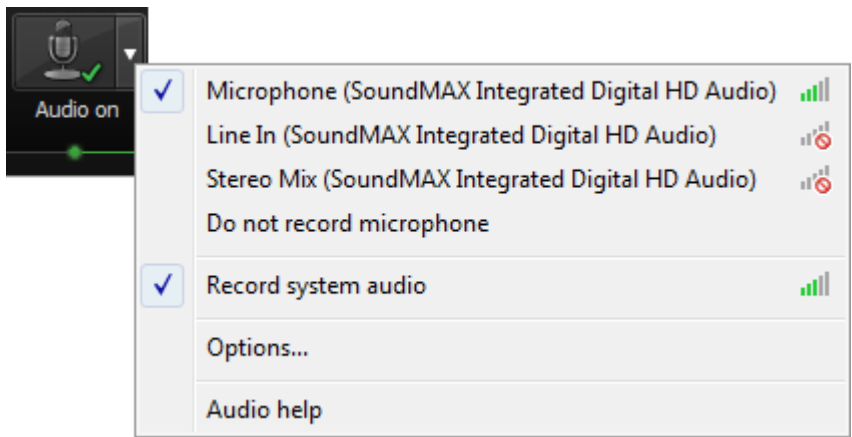 Audio on
Microphone (SoundMAX Integrated Digital HD Audio)
Line In (SoundMAX Integrated Digital HD Audio)
Stereo Mix (SoundMAX Integrated Digital HD Audio)
Do not record microphone
Record system audio
Options...
Audio help